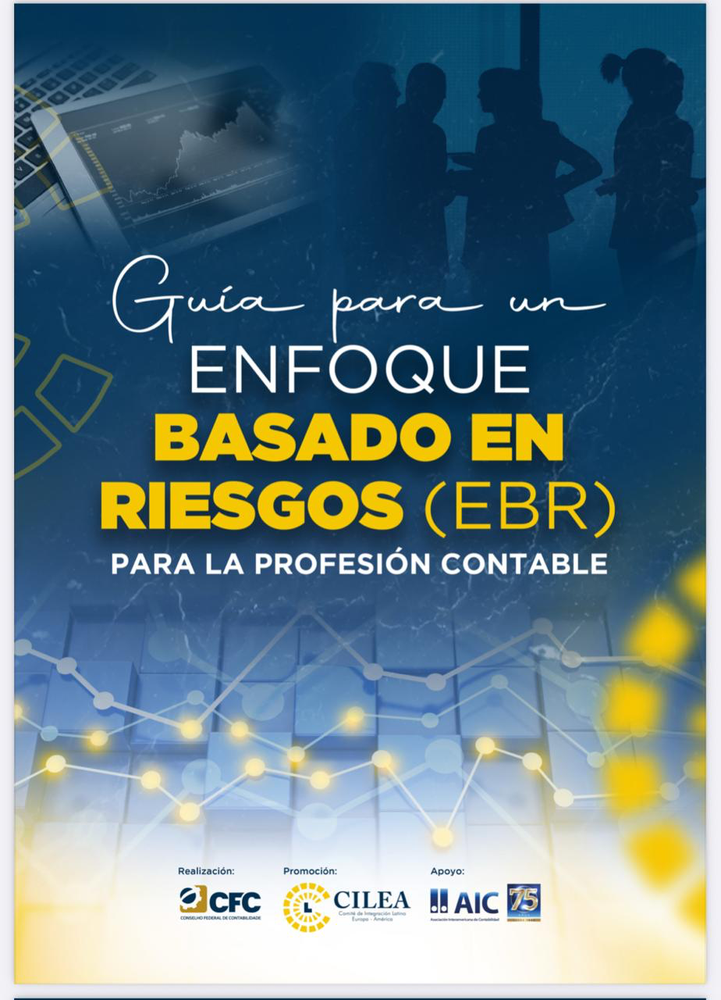 Guía para un
ENFOQUE
BASADO EN
RIESGOS (EBR)
PARA LA PROFESIÓN CONTABLE
Realización:
Promoción:
Apoyo:
CFC
CONSELHO FEDERAL DE CONTABILIDADE
CILEA
Comité de Integración Latino
Europa - América
AIC
Asociación Interamericana de Contabilidad
75